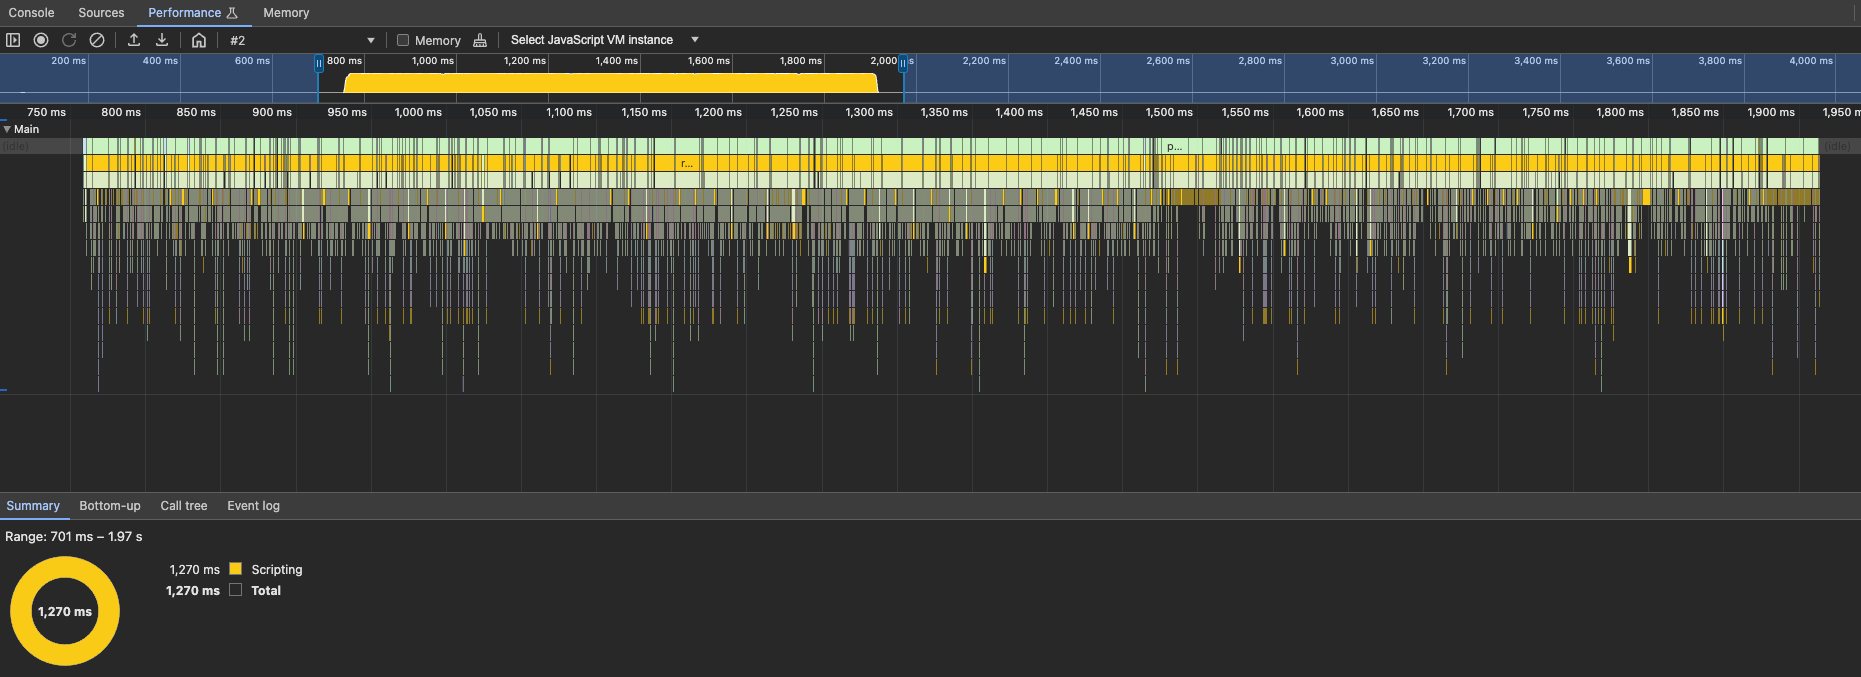 Console Sources Performance Memory
#2 Memory Select JavaScript VM instance
200 ms 400 ms 600 ms 800 ms 1,000 ms 1,200 ms 1,400 ms 1,600 ms 1,800 ms 2,000 s 2,200 ms 2,400 ms 2,600 ms 2,800 ms 3,000 ms 3,200 ms 3,400 ms 3,600 ms 3,800 ms 4,000 ms
750 ms 800 ms 850 ms 900 ms 950 ms 1,000 ms 1,050 ms 1,100 ms 1,150 ms 1,200 ms 1,250 ms 1,300 ms 1,350 ms 1,400 ms 1,450 ms 1,500 ms 1,550 ms 1,600 ms 1,650 ms 1,700 ms 1,750 ms 1,800 ms 1,850 ms 1,900 ms 1,950 m
Main
(idle) p... (idle)
r...
Summary Bottom-up Call tree Event log
Range: 701 ms – 1.97 s
1,270 ms Scripting
1,270 ms Total
1,270 ms